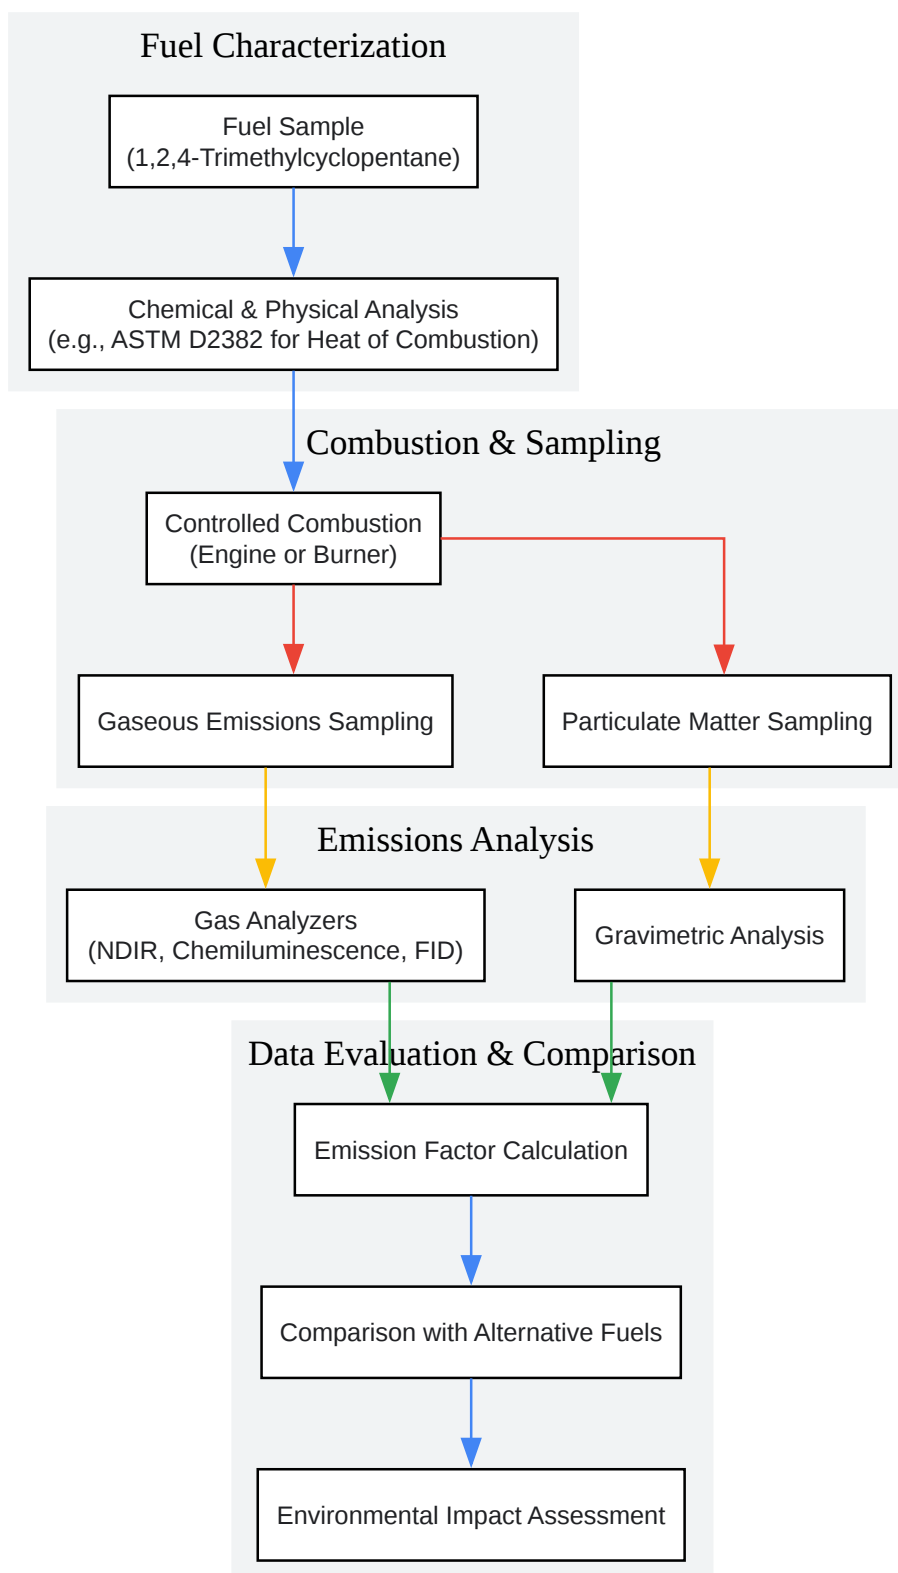 Fuel Characterization
Fuel Sample
(1,2,4-Trimethylcyclopentane)
Chemical & Physical Analysis
(e.g., ASTM D2382 for Heat of Combustion)
Combustion & Sampling
Controlled Combustion
(Engine or Burner)
Gaseous Emissions Sampling
Particulate Matter Sampling
Emissions Analysis
Gas Analyzers
(NDIR, Chemiluminescence, FID)
Gravimetric Analysis
Data Evaluation & Comparison
Emission Factor Calculation
Comparison with Alternative Fuels
Environmental Impact Assessment